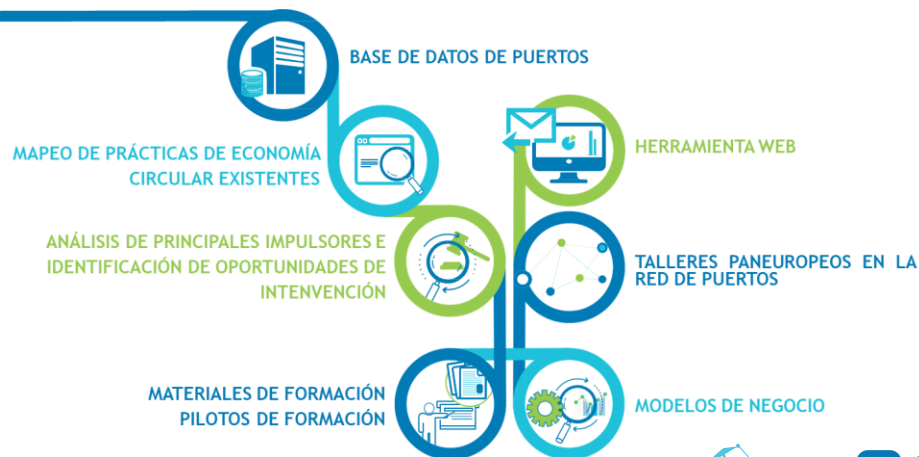 BASE DE DATOS DE PUERTOS
MAPEO DE PRÁCTICAS DE ECONOMÍA
CIRCULAR EXISTENTES
HERRAMIENTA WEB
ANÁLISIS DE PRINCIPALES IMPULSORES E
IDENTIFICACIÓN DE OPORTUNIDADES DE
INTENVENCIÓN
TALLERES PANEUROPEOS EN LA
RED DE PUERTOS
MATERIALES DE FORMACIÓN
PILOTOS DE FORMACIÓN
MODELOS DE NEGOCIO